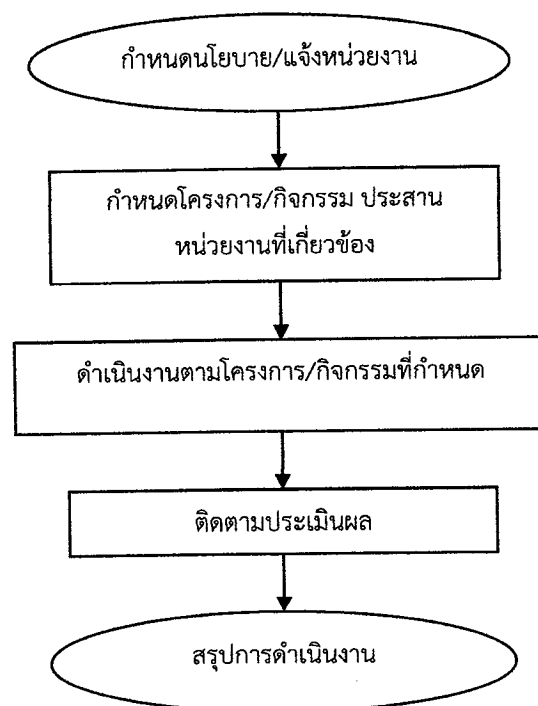 กำหนดนโยบาย/แจ้งหน่วยงาน
กำหนดโครงการ/กิจกรรม ประสาน
หน่วยงานที่เกี่ยวข้อง
ดำเนินงานตามโครงการ/กิจกรรมที่กำหนด
ติดตามประเมินผล
สรุปการดำเนินงาน